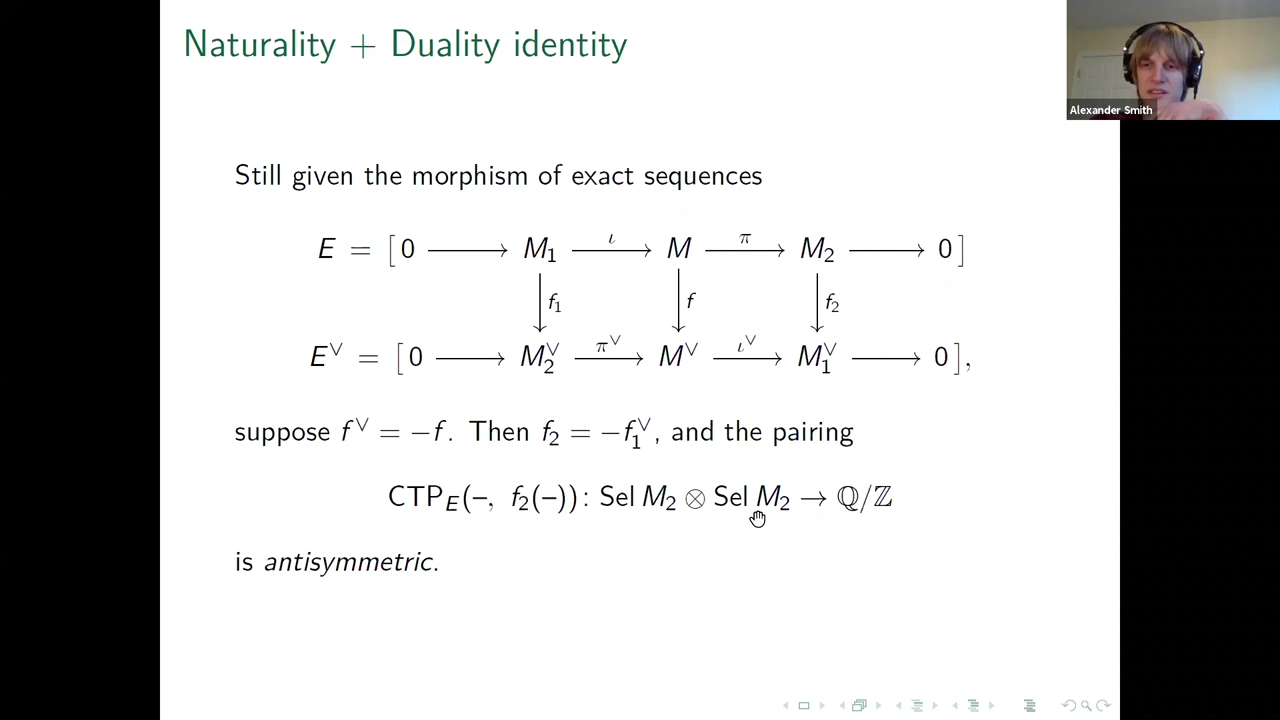 Naturality + Duality identity
Alexander Smith
Still given the morphism of exact sequences
E = [ 0 ⟶ M₁ ⟶ι M ⟶π M₂ ⟶ 0 ]
f₁ f f₂
E^∨ = [ 0 ⟶ M₂^∨ ⟶π^∨ M^∨ ⟶ι^∨ M₁^∨ ⟶ 0 ],
suppose f^∨ = −f. Then f₂ = −f₁^∨, and the pairing
CTP_E(–, f₂(–)): Sel M₂ ⊗ Sel M₂ → ℚ/ℤ
is antisymmetric.